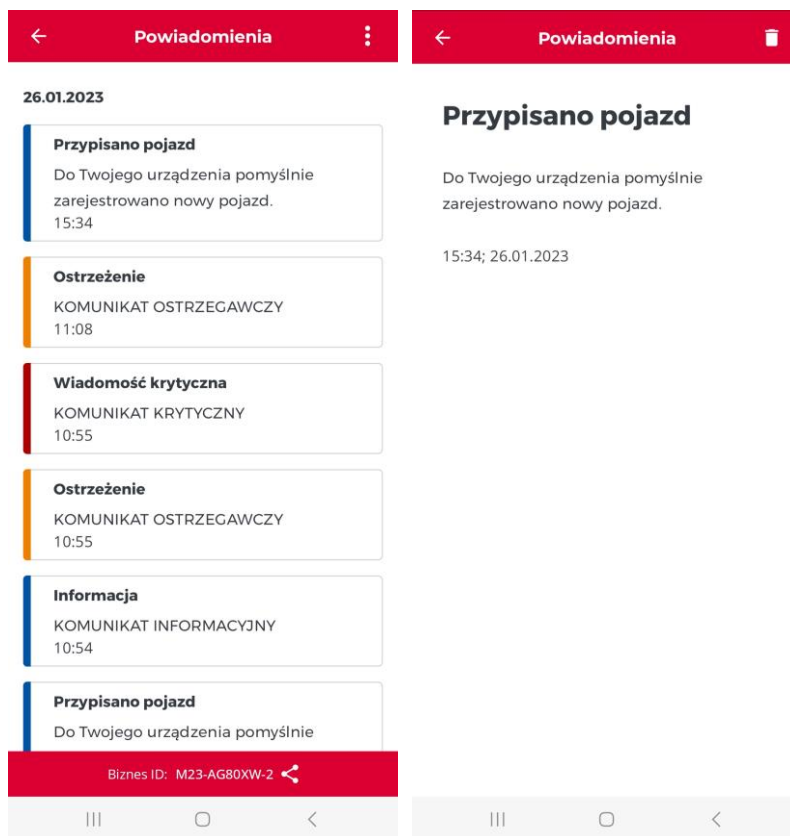 Powiadomienia
26.01.2023
Przypisano pojazd
Do Twojego urządzenia pomyślnie
zarejestrowano nowy pojazd.
15:34
Ostrzeżenie
KOMUNIKAT OSTRZEGAWCZY
11:08
Wiadomość krytyczna
KOMUNIKAT KRYTYCZNY
10:55
Ostrzeżenie
KOMUNIKAT OSTRZEGAWCZY
10:55
Informacja
KOMUNIKAT INFORMACYJNY
10:54
Przypisano pojazd
Do Twojego urządzenia pomyślnie
Biznes ID: M23-AG80XW-2
Powiadomienia
Przypisano pojazd
Do Twojego urządzenia pomyślnie
zarejestrowano nowy pojazd.
15:34; 26.01.2023